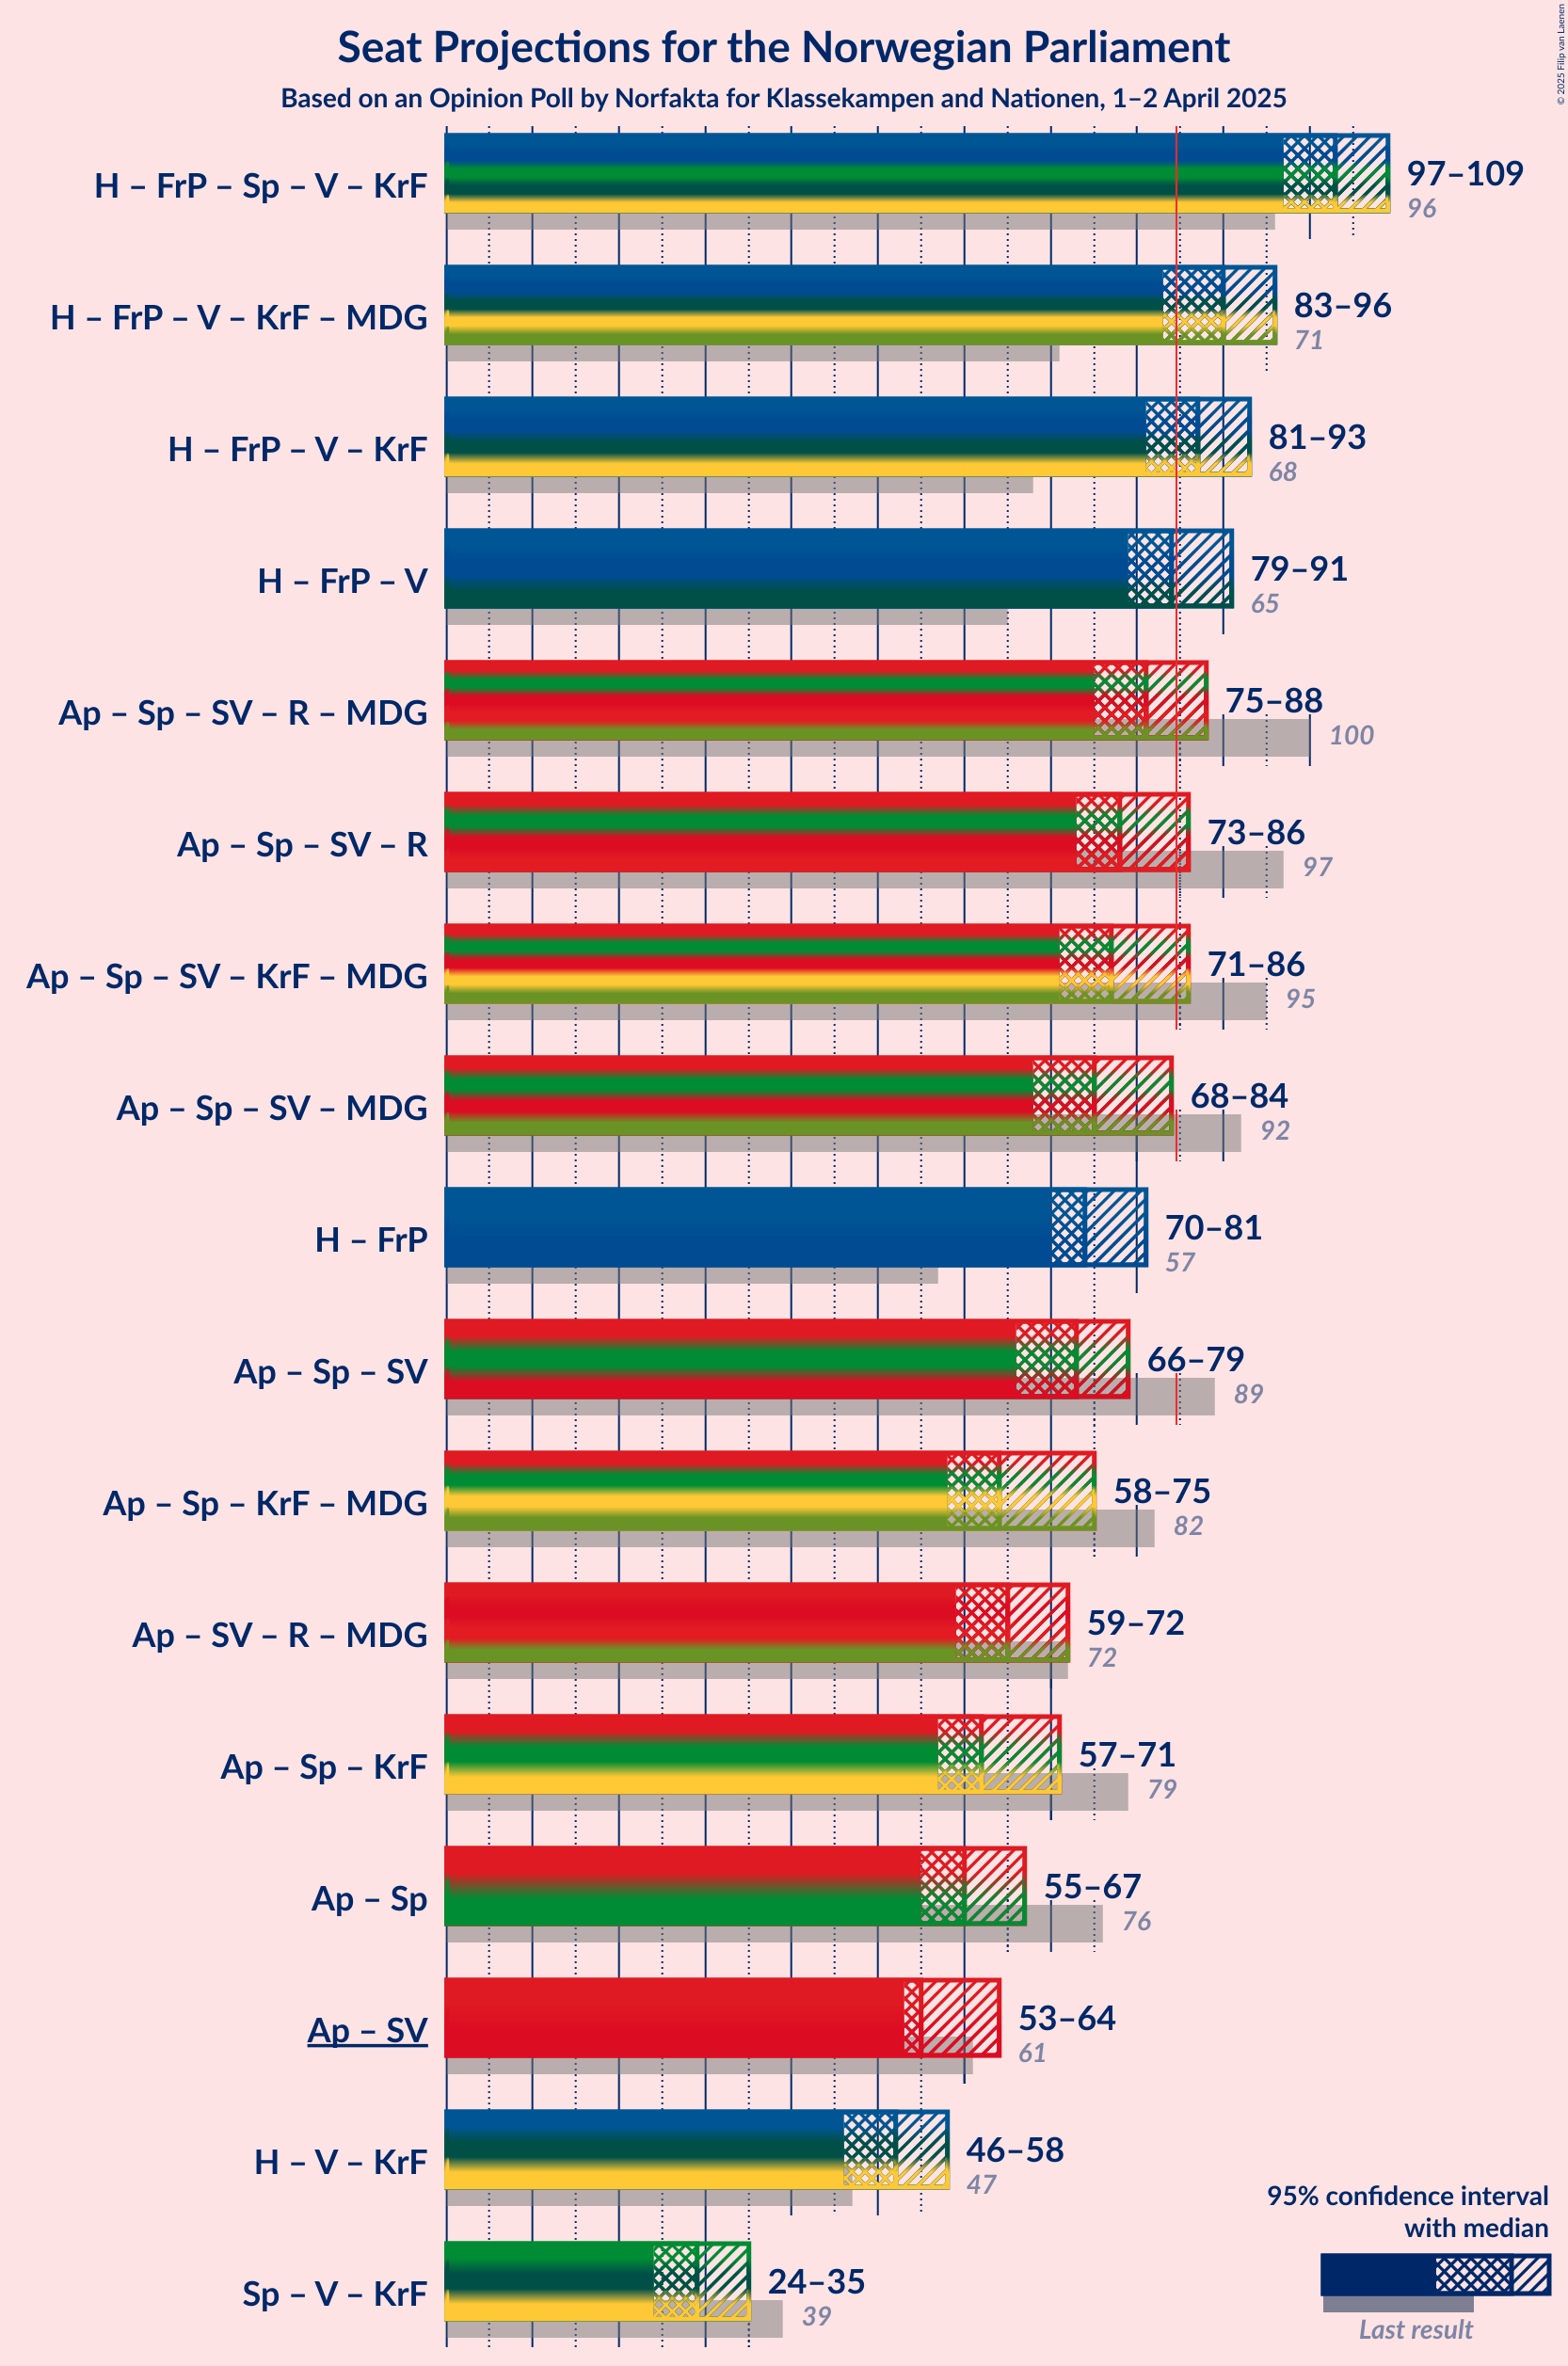 Seat Projections for the Norwegian Parliament
Based on an Opinion Poll by Norfakta for Klassekampen and Nationen, 1–2 April 2025
© 2025 Filip van Laenen
H – FrP – Sp – V – KrF
97–109
96
H – FrP – V – KrF – MDG
83–96
71
H – FrP – V – KrF
81–93
68
H – FrP – V
79–91
65
Ap – Sp – SV – R – MDG
75–88
100
Ap – Sp – SV – R
73–86
97
Ap – Sp – SV – KrF – MDG
71–86
95
Ap – Sp – SV – MDG
68–84
92
H – FrP
70–81
57
Ap – Sp – SV
66–79
89
Ap – Sp – KrF – MDG
58–75
82
Ap – SV – R – MDG
59–72
72
Ap – Sp – KrF
57–71
79
Ap – Sp
55–67
76
Ap – SV
53–64
61
H – V – KrF
46–58
47
Sp – V – KrF
24–35
39
95% confidence interval
with median
Last result